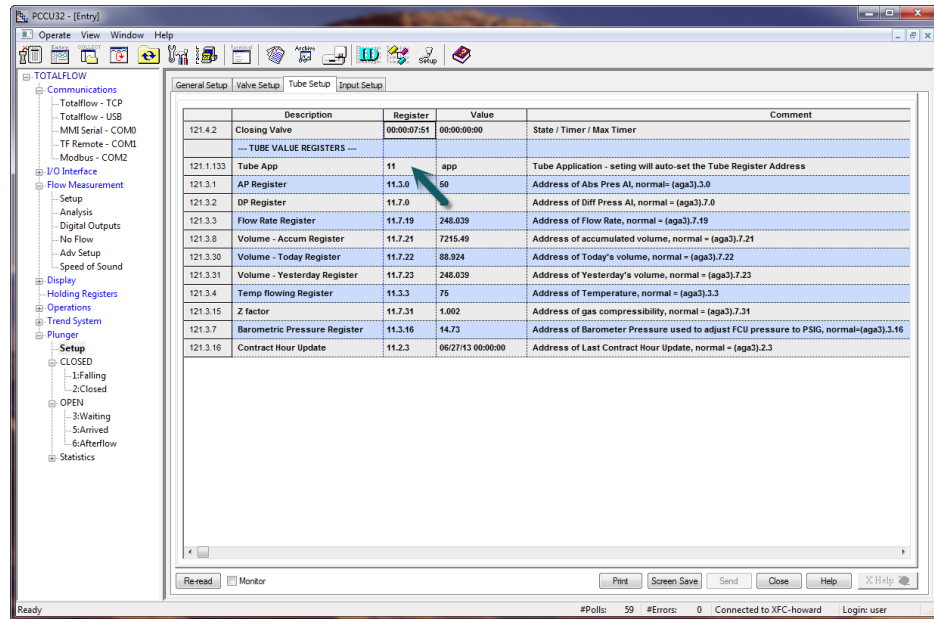 PCCU32 - [Entry]
Operate View Window Help
Entry COLLECT Terminal Archive Setup
TOTALFLOW
Communications
Totalflow - TCP
Totalflow - USB
MMI Serial - COM0
TF Remote - COM1
Modbus - COM2
I/O Interface
Flow Measurement
Setup
Analysis
Digital Outputs
No Flow
Adv Setup
Speed of Sound
Display
Holding Registers
Operations
Trend System
Plunger
Setup
CLOSED
1:Falling
2:Closed
OPEN
3:Waiting
5:Arrived
6:Afterflow
Statistics
General Setup Valve Setup Tube Setup Input Setup
Description Register Value Comment
121.4.2 Closing Valve 00:00:07:51 00:00:00:00 State / Timer / Max Timer
--- TUBE VALUE REGISTERS ---
121.1.133 Tube App 11 app Tube Application - seting will auto-set the Tube Register Address
121.3.1 AP Register 11.3.0 50 Address of Abs Pres AI, normal= (aga3).3.0
121.3.2 DP Register 11.7.0 Address of Diff Press AI, normal= (aga3).7.0
121.3.3 Flow Rate Register 11.7.19 248.039 Address of Flow Rate, normal = (aga3).7.19
121.3.8 Volume - Accum Register 11.7.21 7215.49 Address of accumulated volume, normal = (aga3).7.21
121.3.30 Volume - Today Register 11.7.22 88.924 Address of Today's volume, normal = (aga3).7.22
121.3.31 Volume - Yesterday Register 11.7.23 248.039 Address of Yesterday's volume, normal = (aga3).7.23
121.3.4 Temp flowing Register 11.3.3 75 Address of Temperature, normal = (aga3).3.3
121.3.15 Z factor 11.7.31 1.002 Address of gas compressibility, normal = (aga3).7.31
121.3.7 Barometric Pressure Register 11.3.16 14.73 Address of Barometer Pressure used to adjust FCU pressure to PSIG, normal=(aga3).3.16
121.3.16 Contract Hour Update 11.2.3 06/27/13 00:00:00 Address of Last Contract Hour Update, normal = (aga3).2.3
Re-read Monitor Print Screen Save Send Close Help X Help
Ready #Polls: 59 #Errors: 0 Connected to XFC-howard Login: user